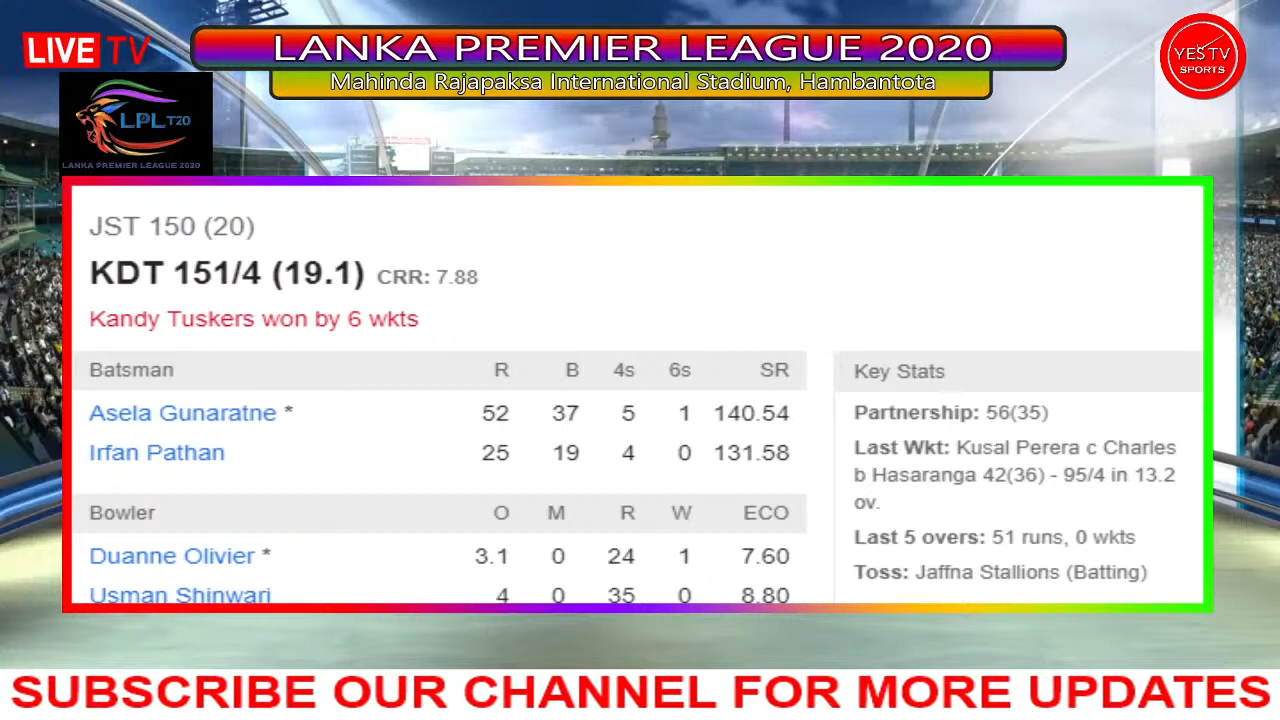 LIVE TV
LANKA PREMIER LEAGUE 2020
YES TV
SPORTS
Mahinda Rajapaksa International Stadium, Hambantota
LPL T20
LANKA PREMIER LEAGUE 2020
JST 150 (20)
KDT 151/4 (19.1) CRR: 7.88
Kandy Tuskers won by 6 wkts
Batsman R B 4s 6s SR
Asela Gunaratne * 52 37 5 1 140.54
Irfan Pathan 25 19 4 0 131.58
Bowler O M R W ECO
Duanne Olivier * 3.1 0 24 1 7.60
Usman Shinwari 4 0 35 0 8.80
Key Stats
Partnership: 56(35)
Last Wkt: Kusal Perera c Charles
b Hasaranga 42(36) - 95/4 in 13.2
ov.
Last 5 overs: 51 runs, 0 wkts
Toss: Jaffna Stallions (Batting)
SUBSCRIBE OUR CHANNEL FOR MORE UPDATES